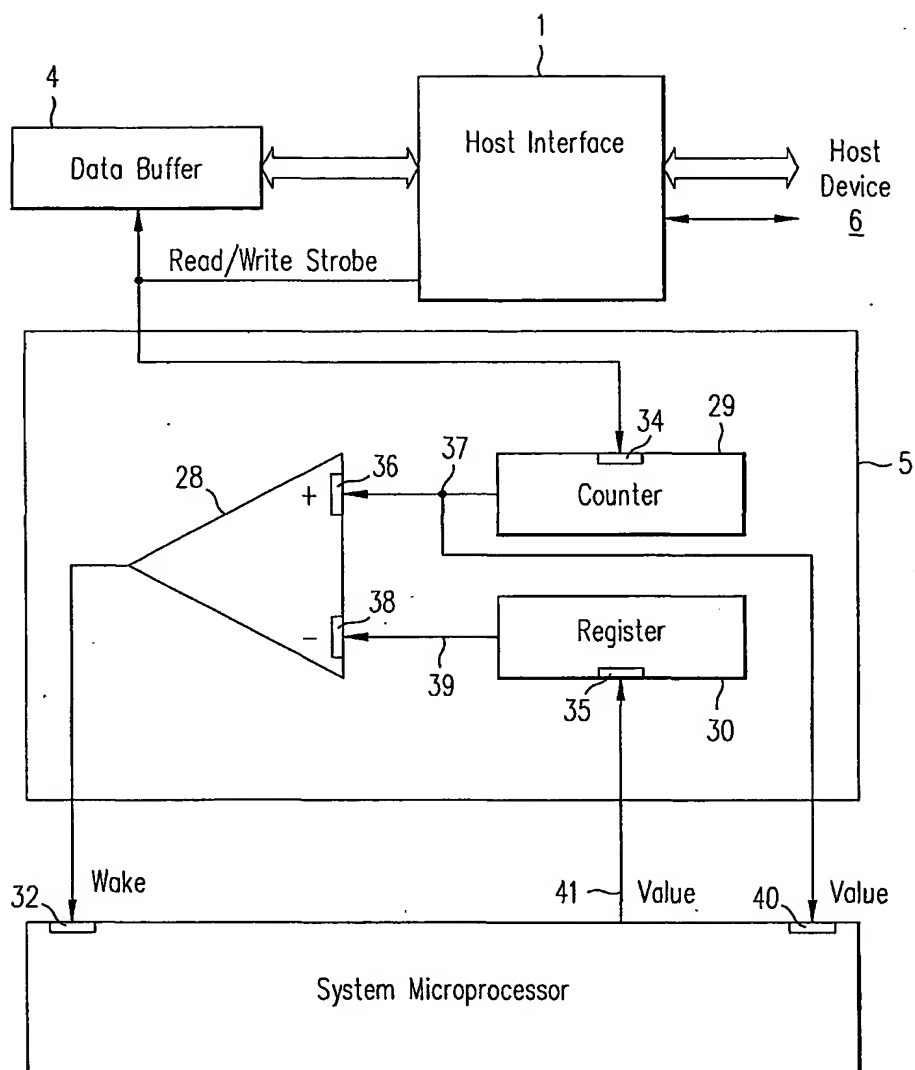 1
4
Data Buffer
Host Interface
Host
Device
6
Read/Write Strobe
5
28
+
36
37
34
29
Counter
-
38
39
Register
35
30
Wake
32
41
Value
40
Value
System Microprocessor